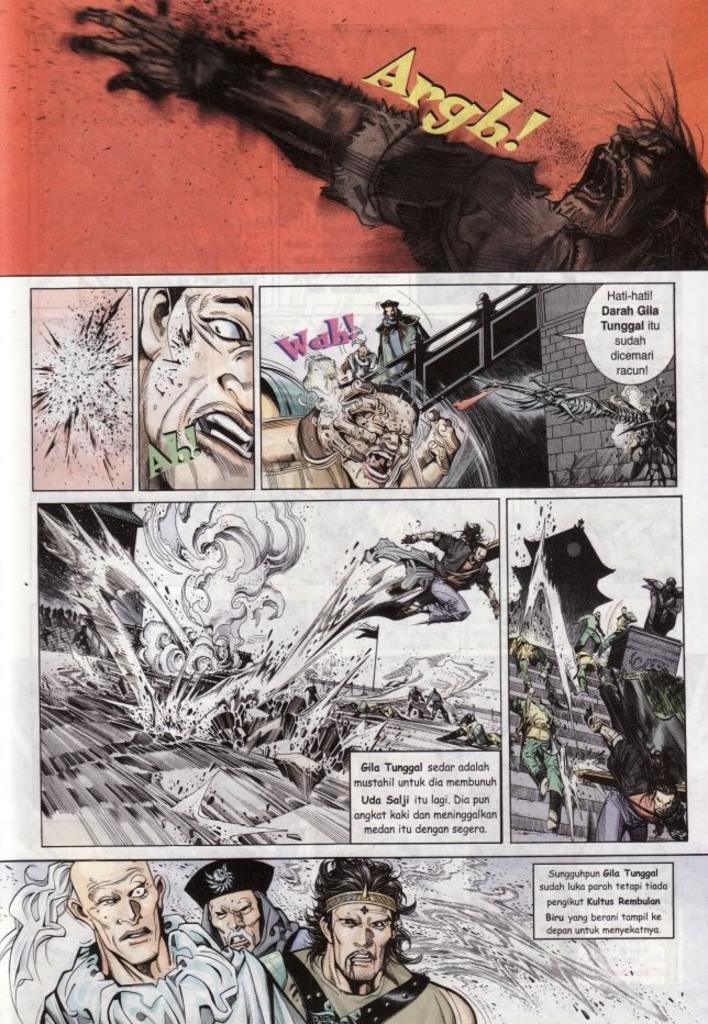 Argh!
Ah!
Wah!
Hati-hati!
Darah Gila
Tunggal itu
sudah
dicemari
racun!
Gila Tunggal sedar adalah
mustahil untuk dia membunuh
Uda Salji itu lagi. Dia pun
angkat kaki dan meninggalkan
medan itu dengan segera.
Sungguhpun Gila Tunggal
sudah luka parah tetapi tiada
pengikut Kultus Rembulan
Biru yang berani tampil ke
depan untuk menyekatnya.